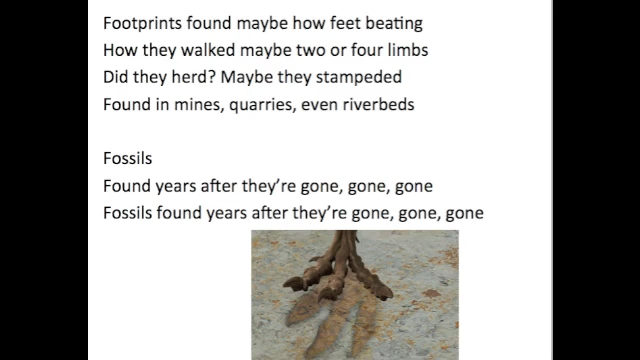 Footprints found maybe how feet beating
How they walked maybe two or four limbs
Did they herd? Maybe they stampeded
Found in mines, quarries, even riverbeds
Fossils
Found years after they’re gone, gone, gone
Fossils found years after they’re gone, gone, gone